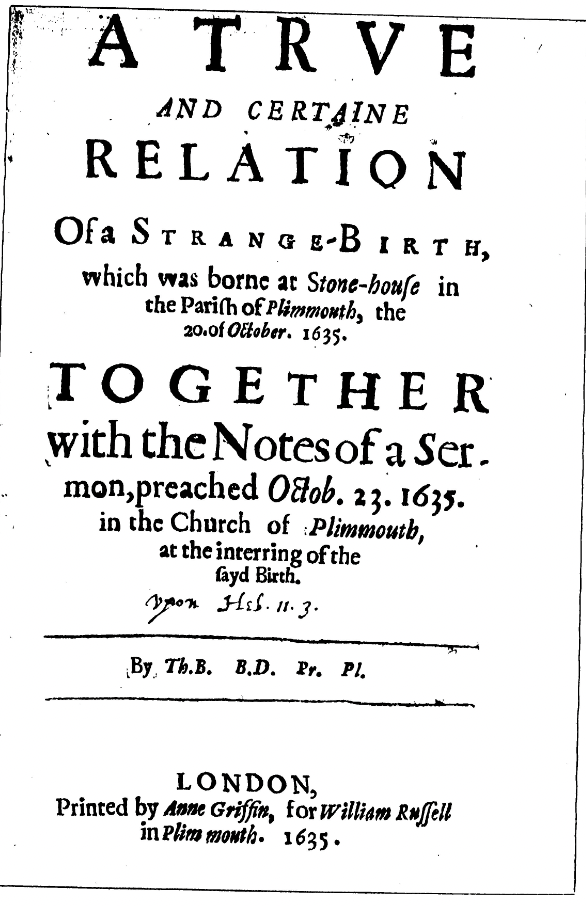 A TRVE
AND CERTAINE
RELATION
Of a STRANGE-BIRTH,
which was borne at Stone-houſe in
the Pariſh of Plimmouth, the
20. of October. 1635.
TOGETHER
with the Notes of a Ser-
mon, preached Octob. 23. 1635.
in the Church of Plimmouth,
at the interring of the
ſayd Birth.
vpon 11. 3.
By Th. B. B.D. Pr. Pl.
LONDON,
Printed by Anne Griffin, for William Ruſſell
in Plimmouth. 1635.